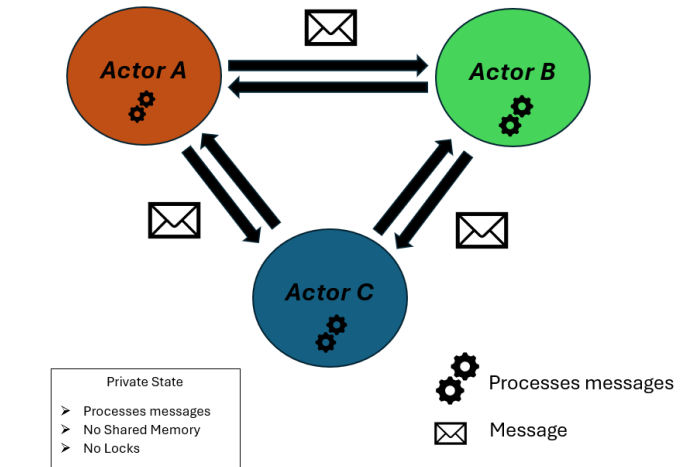 Actor A
Actor B
Actor C
Private State
➢ Processes messages
➢ No Shared Memory
➢ No Locks
Processes messages
Message